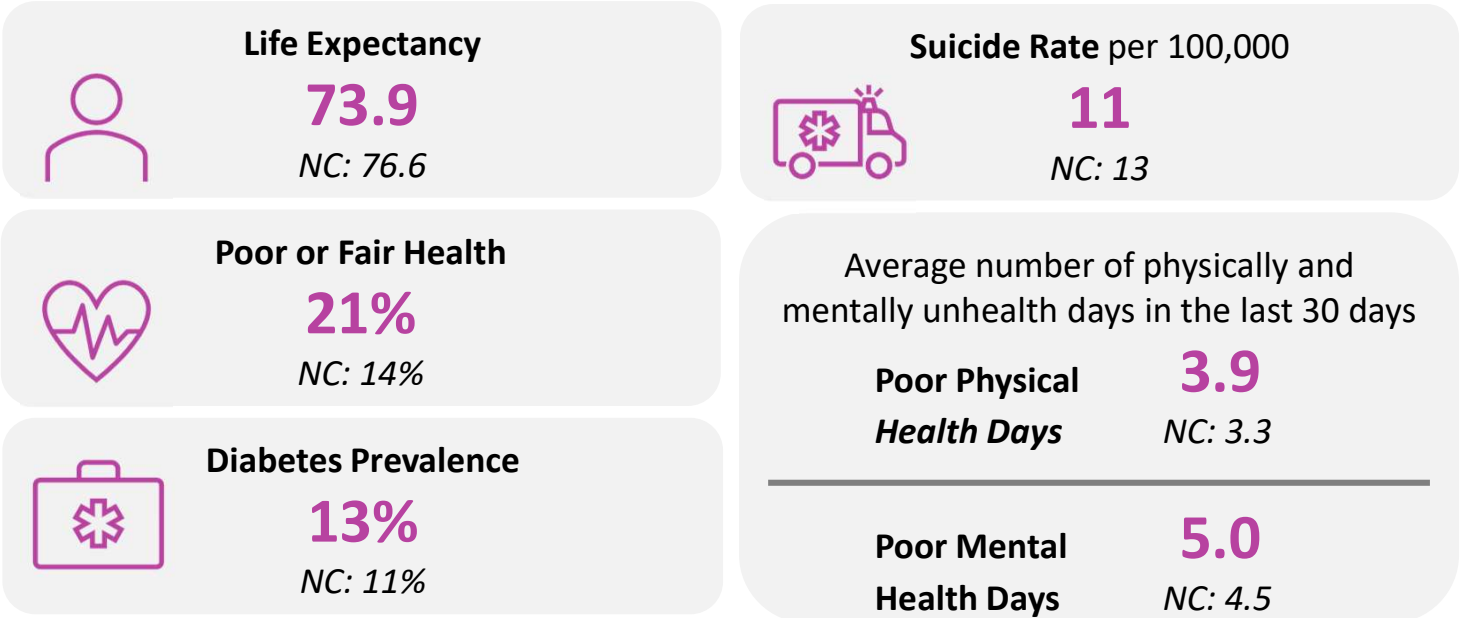 Life Expectancy
73.9
NC: 76.6
Poor or Fair Health
21%
NC: 14%
Diabetes Prevalence
13%
NC: 11%
Suicide Rate per 100,000
11
NC: 13
Average number of physically and
mentally unhealth days in the last 30 days
Poor Physical 3.9
Health Days NC: 3.3
Poor Mental 5.0
Health Days NC: 4.5